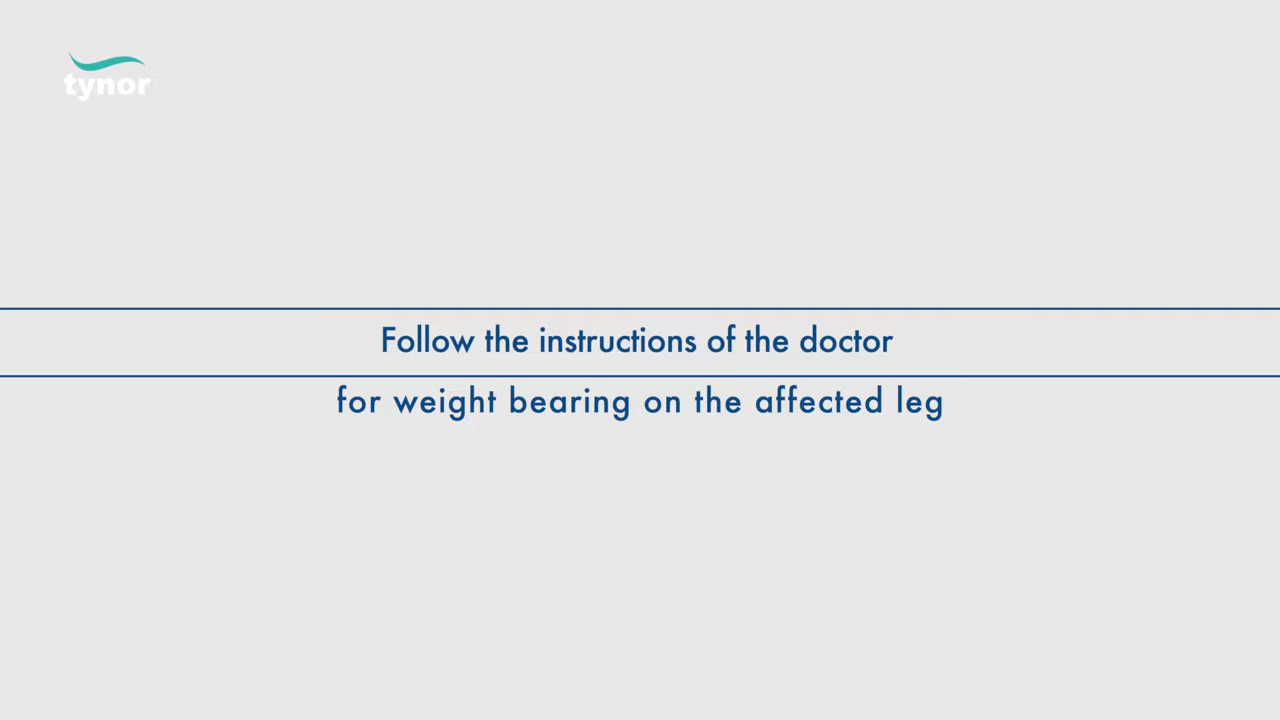 tynor
Follow the instructions of the doctor
for weight bearing on the affected leg